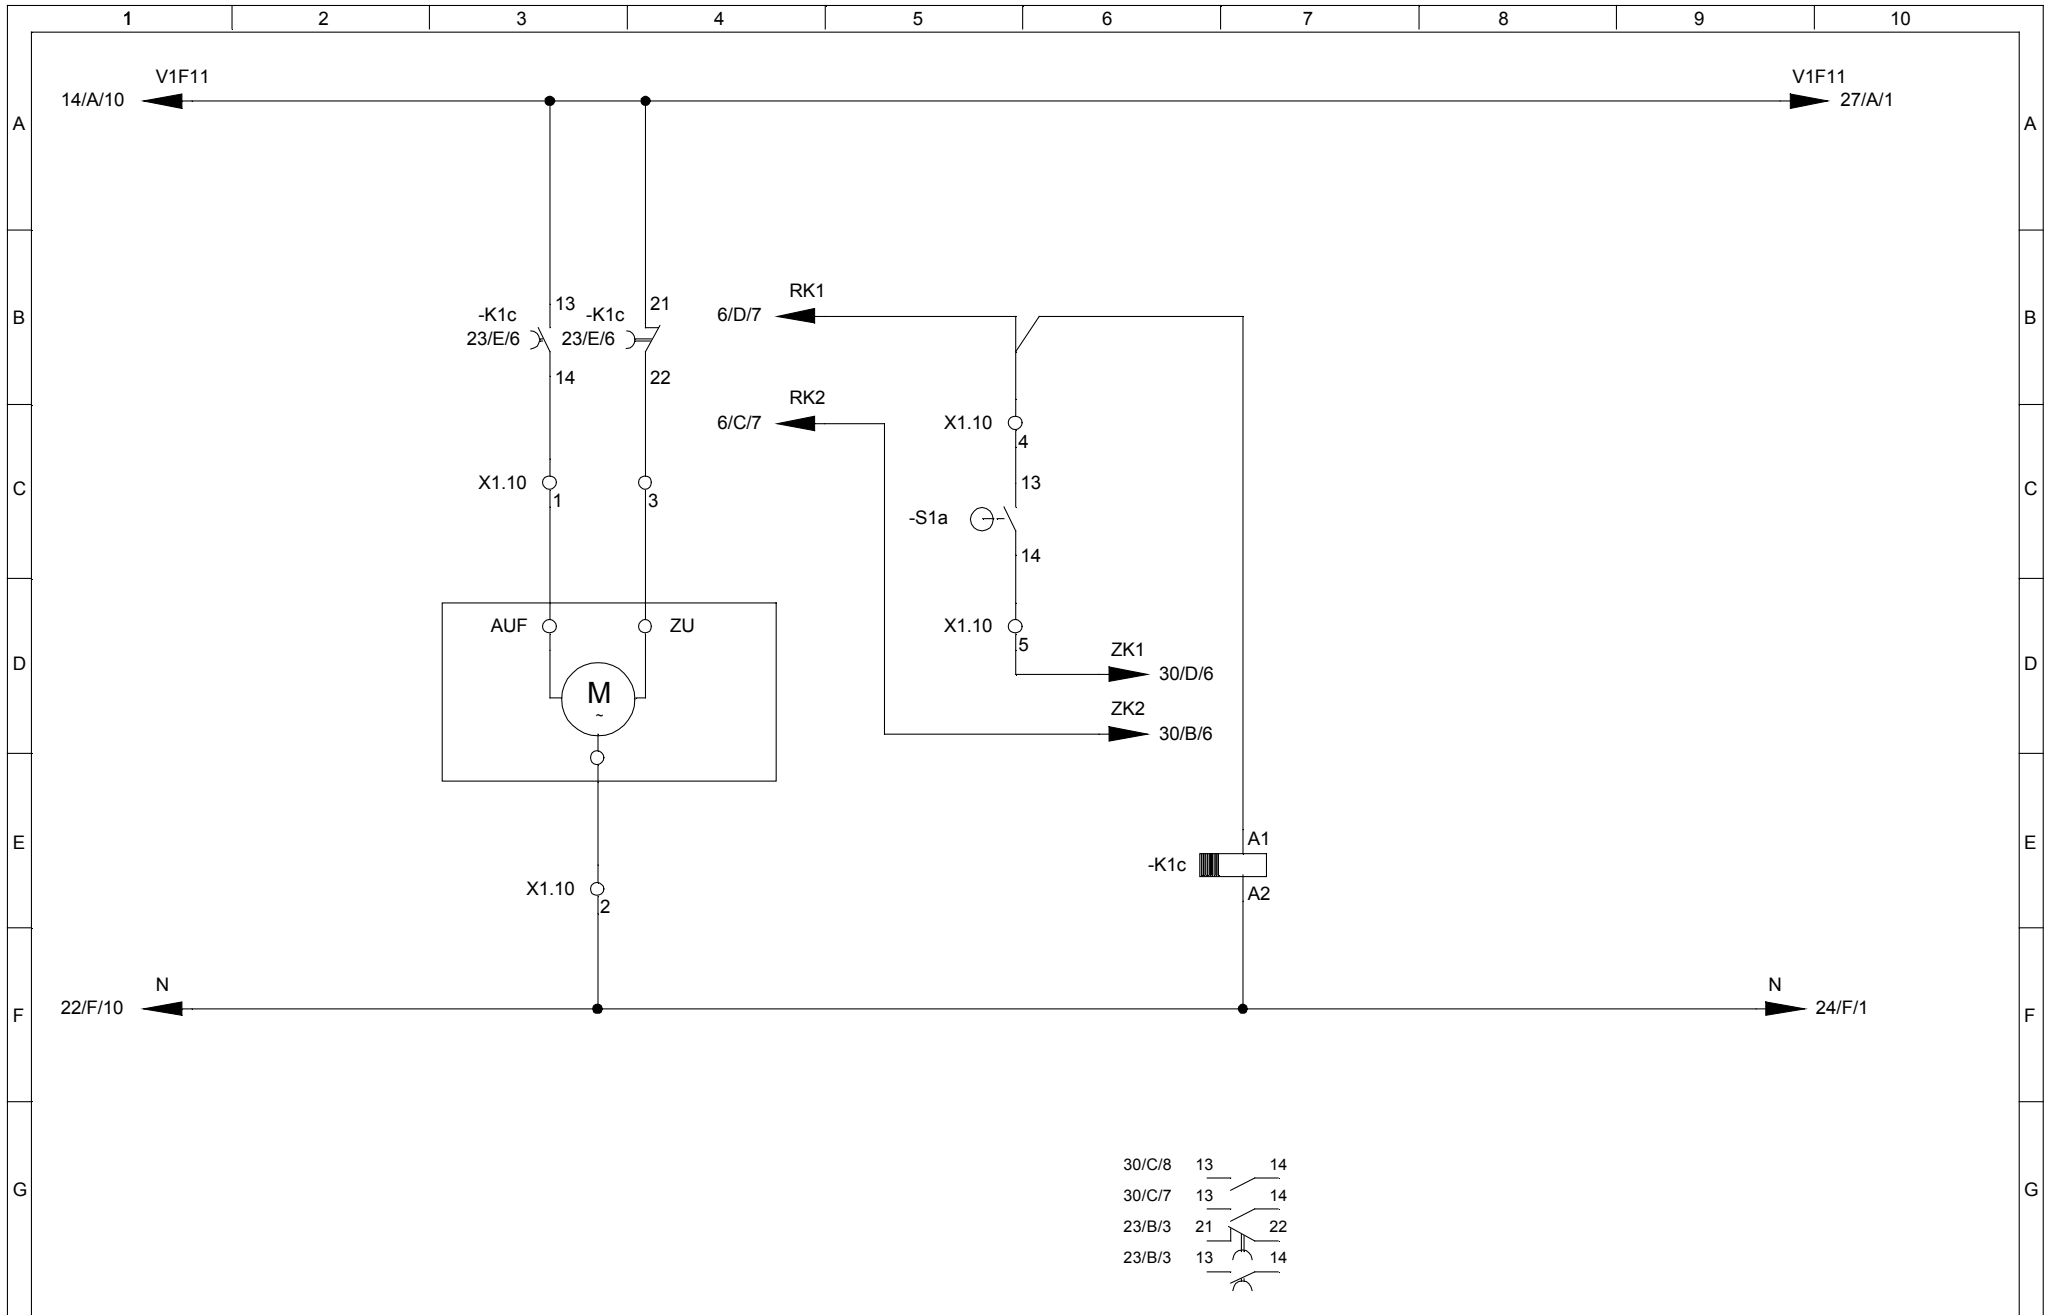 1 2 3 4 5 6 7 8 9 10
V1F11 V1F11
14/A/10 27/A/1
A A
RK1
13 21
B -K1c -K1c 6/D/7 B
23/E/6 23/E/6
14 22
RK2
6/C/7 X1.10
4
C X1.10 13 C
1 3
-S1a
14
AUF ZU X1.10
5
ZK1
D M 30/D/6 D
~
ZK2
30/B/6
E A1 E
-K1c
X1.10 A2
2
N N
22/F/10 24/F/1
F F
30/C/8 13 14
G G
30/C/7 13 14
23/B/3 21 22
23/B/3 13 14